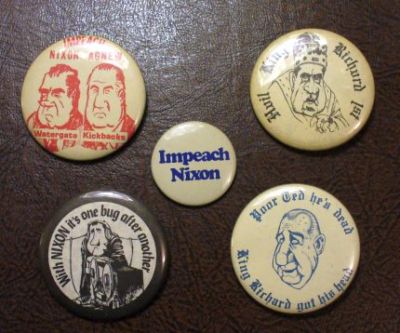 IMPEACH
NIXON AGNEW
Watergate Kickbacks
Hail! King Richard 1st
Impeach
Nixon
With NIXON it's one bug after another
Poor Ted he's dead
King Richard got his head